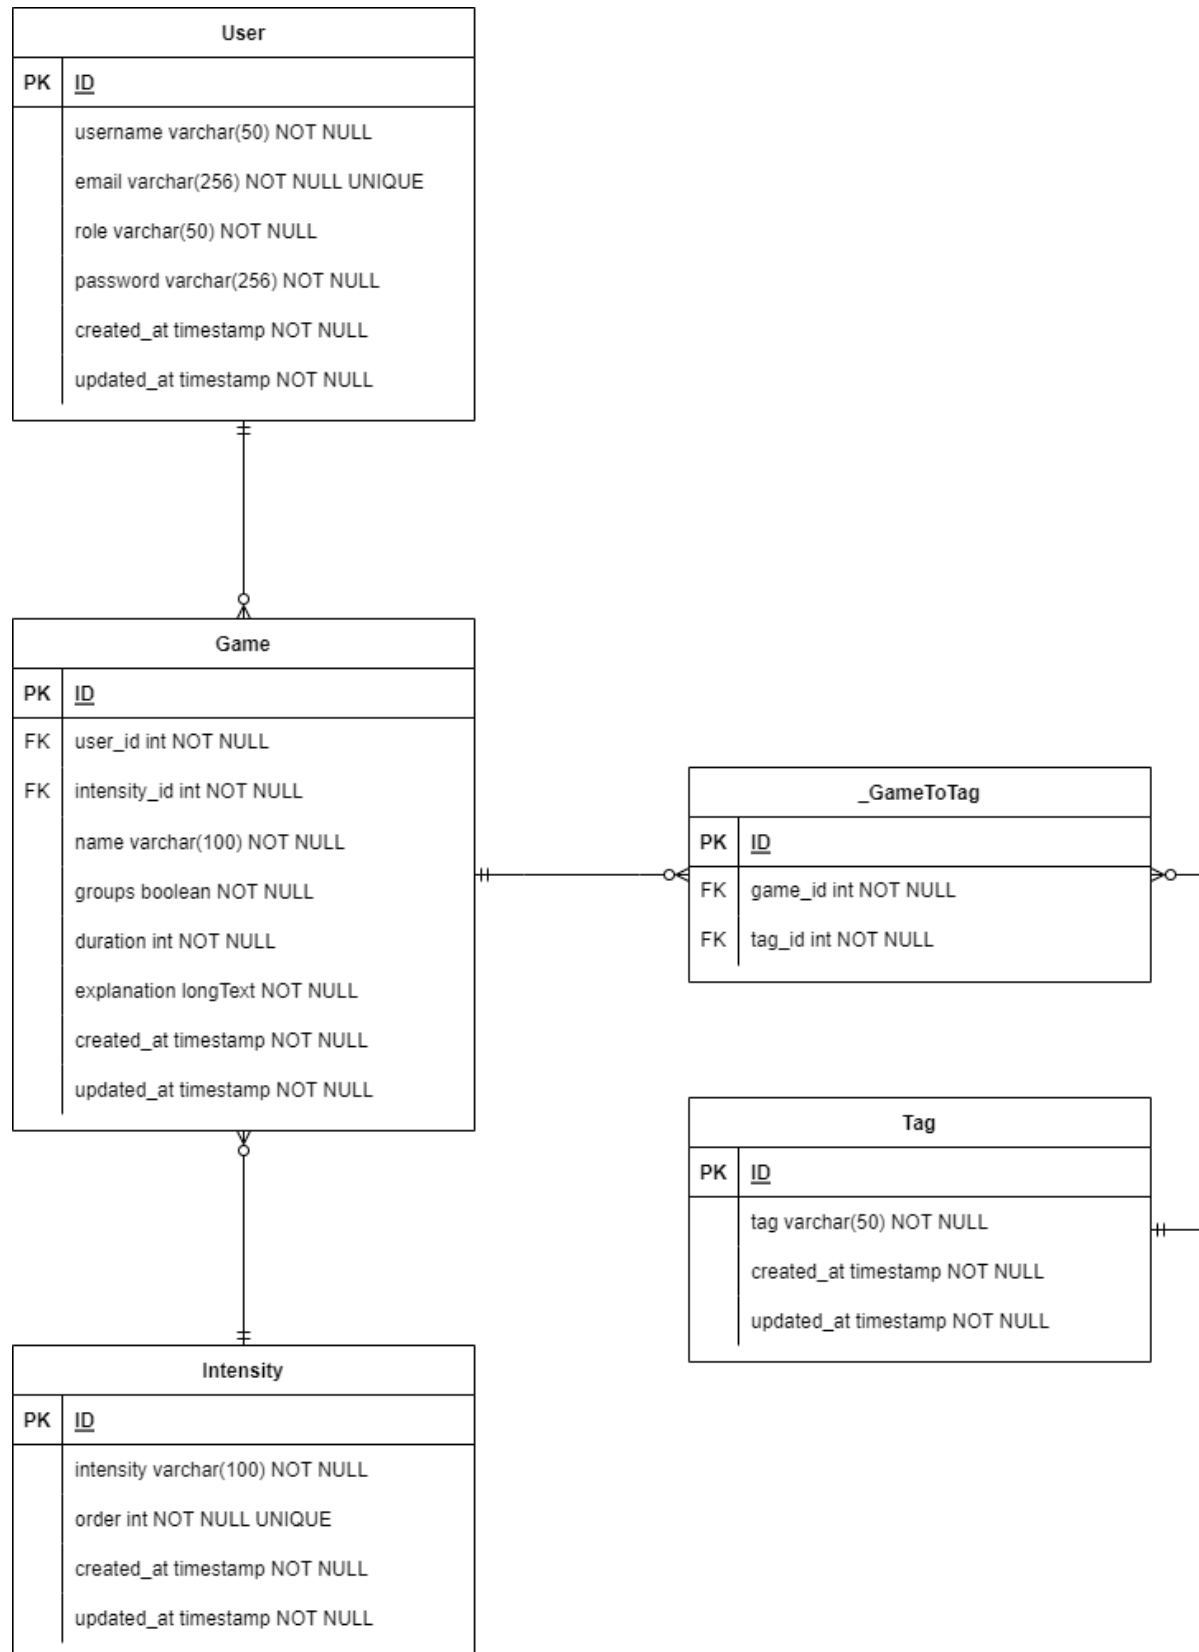 User
PK ID
username varchar(50) NOT NULL
email varchar(256) NOT NULL UNIQUE
role varchar(50) NOT NULL
password varchar(256) NOT NULL
created_at timestamp NOT NULL
updated_at timestamp NOT NULL
Game
PK ID
FK user_id int NOT NULL
FK intensity_id int NOT NULL
name varchar(100) NOT NULL
groups boolean NOT NULL
duration int NOT NULL
explanation longText NOT NULL
created_at timestamp NOT NULL
updated_at timestamp NOT NULL
_GameToTag
PK ID
FK game_id int NOT NULL
FK tag_id int NOT NULL
Tag
PK ID
tag varchar(50) NOT NULL
created_at timestamp NOT NULL
updated_at timestamp NOT NULL
Intensity
PK ID
intensity varchar(100) NOT NULL
order int NOT NULL UNIQUE
created_at timestamp NOT NULL
updated_at timestamp NOT NULL